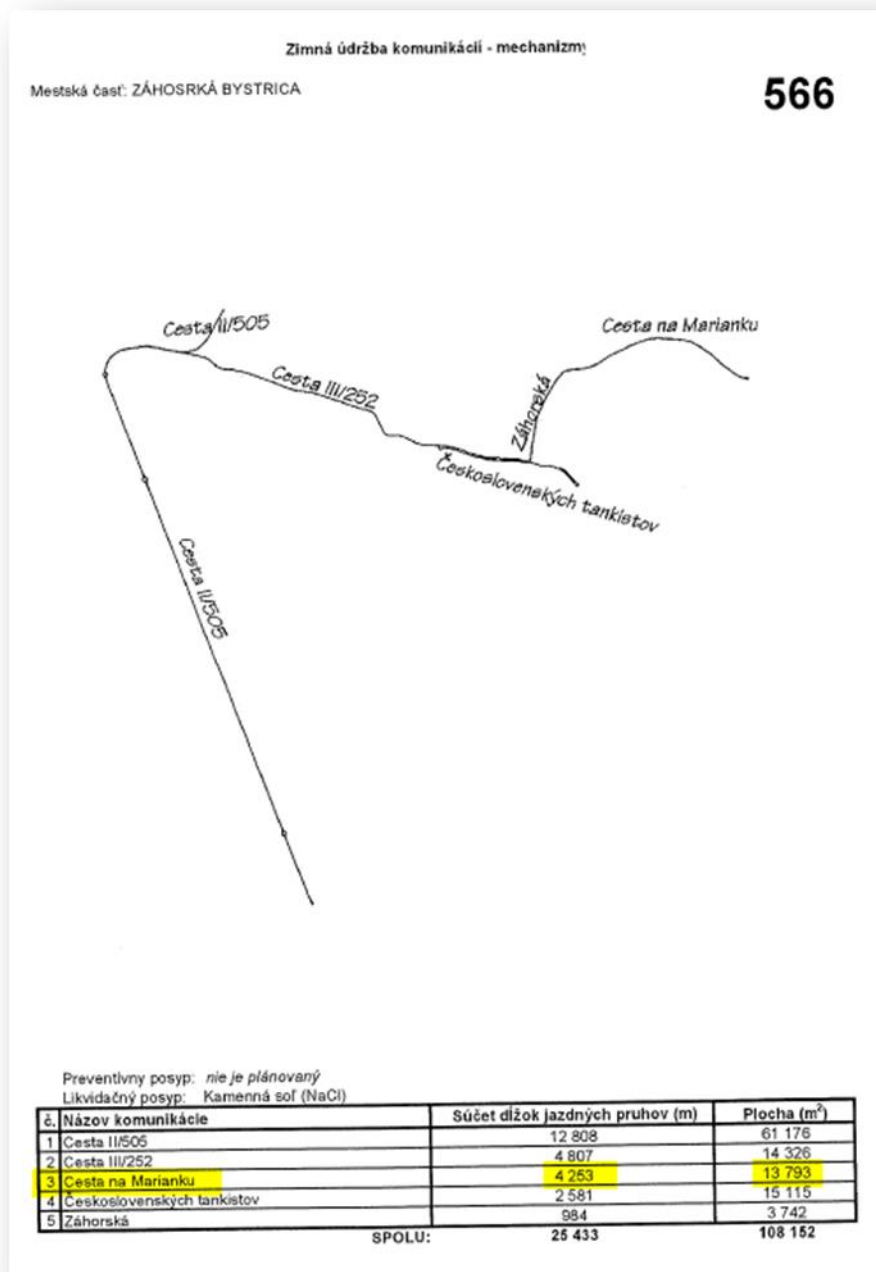 Zimná údržba komunikácií - mechanizmy
Mestská časť: ZÁHOSRKÁ BYSTRICA
566
Cesta II/505
Cesta na Marianku
Cesta III/252
Záhorská
Československých tankistov
Cesta II/505
Preventívny posyp: nie je plánovaný
Likvidačný posyp: Kamenná soľ (NaCl)
č. Názov komunikácie Súčet dĺžok jazdných pruhov (m) Plocha (m²)
1 Cesta II/505 12 808 61 176
2 Cesta III/252 4 807 14 326
3 Cesta na Marianku 4 253 13 793
4 Československých tankistov 2 581 15 115
5 Záhorská 984 3 742
SPOLU: 25 433 108 152